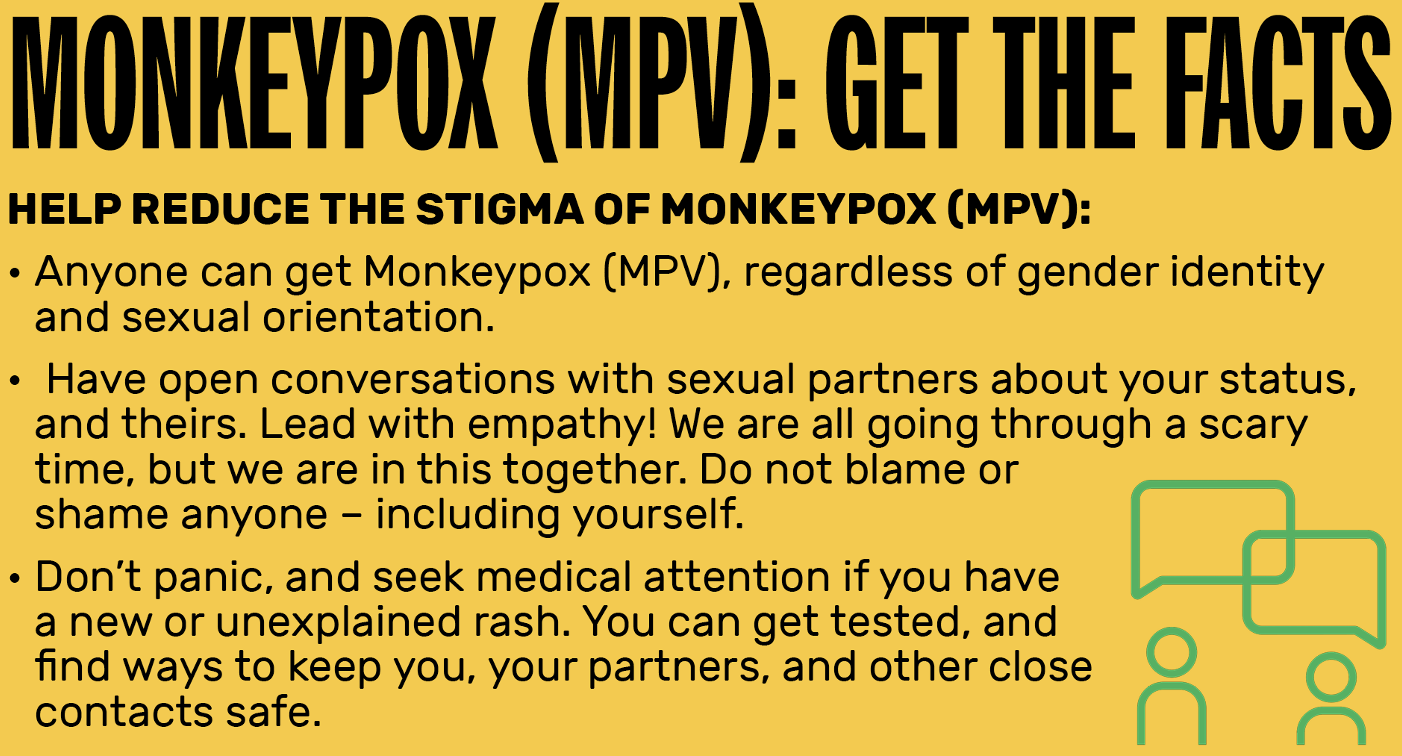 MONKEYPOX (MPV): GET THE FACTS
HELP REDUCE THE STIGMA OF MONKEYPOX (MPV):
• Anyone can get Monkeypox (MPV), regardless of gender identity
and sexual orientation.
• Have open conversations with sexual partners about your status,
and theirs. Lead with empathy! We are all going through a scary
time, but we are in this together. Do not blame or
shame anyone – including yourself.
• Don’t panic, and seek medical attention if you have
a new or unexplained rash. You can get tested, and
find ways to keep you, your partners, and other close
contacts safe.